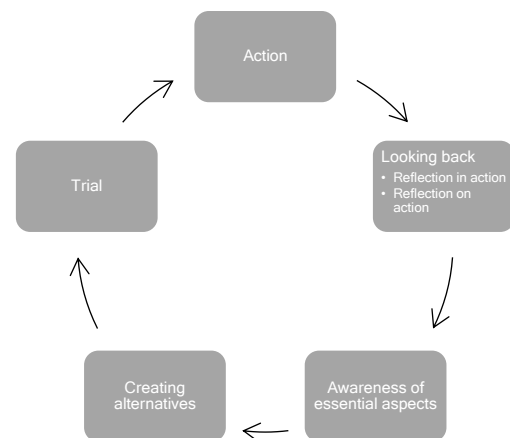 Action
Looking back
• Reflection in action
• Reflection on
action
Awareness of
essential aspects
Creating
alternatives
Trial